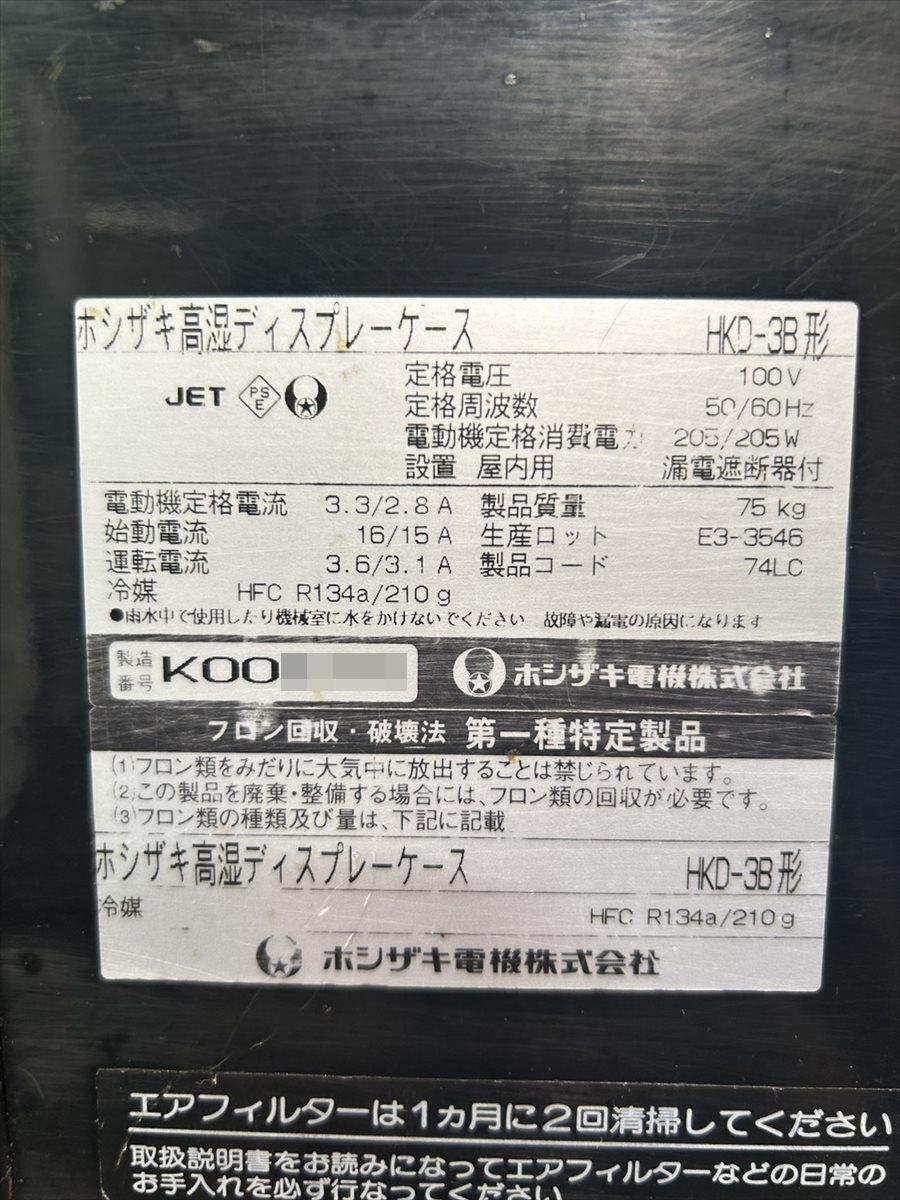 ホシザキ高湿ディスプレーケース HKD-3B形
JET PSE 定格電圧 100V
定格周波数 50/60Hz
電動機定格消費電力 205/205W
設置 屋内用 漏電遮断器付
電動機定格電流 3.3/2.8A 製品質量 75kg
始動電流 16/15A 生産ロット E3-3546
運転電流 3.6/3.1A 製品コード 74LC
冷媒 HFC R134a/210g
●雨水中で使用したり機械室に水をかけないでください 故障や漏電の原因になります
製造番号 K00 ホシザキ電機株式会社
フロン回収・破壊法 第一種特定製品
(1)フロン類をみだりに大気中に放出することは禁じられています。
(2)この製品を廃棄・整備する場合には、フロン類の回収が必要です。
(3)フロン類の種類及び量は、下記に記載
ホシザキ高湿ディスプレーケース HKD-3B形
冷媒 HFC R134a/210g
ホシザキ電機株式会社
エアフィルターは1ヵ月に2回清掃してください
取扱説明書をお読みになってエアフィルターなどの日常の
お手入れを必ず行なってください